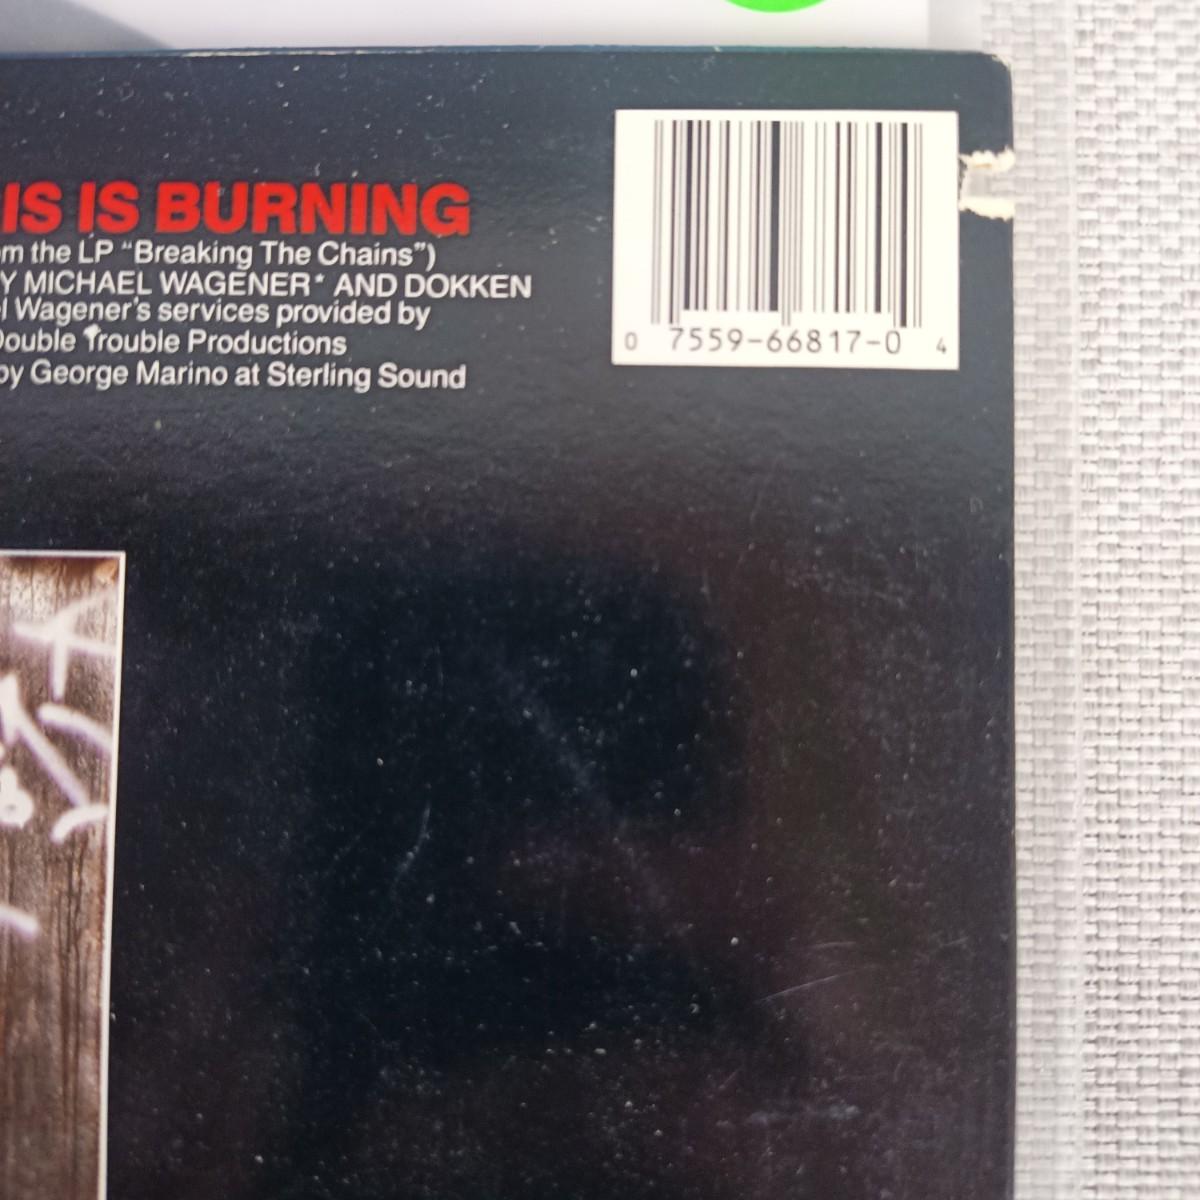 IS IS BURNING
the LP "Breaking The Chains")
MICHAEL WAGENER* AND DOKKEN
Wagener's services provided by
Double Trouble Productions
by George Marino at Sterling Sound
0 7559-66817-0 4